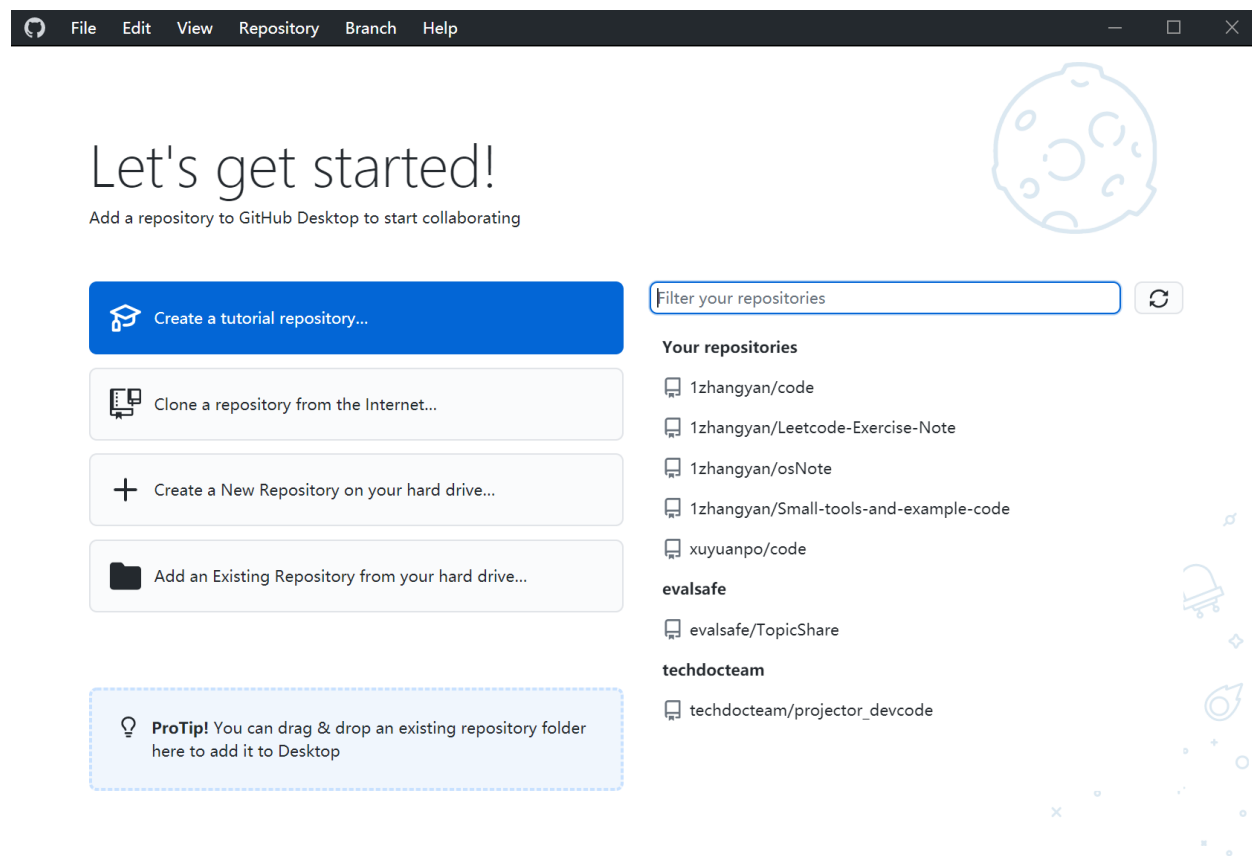 File Edit View Repository Branch Help
Let's get started!
Add a repository to GitHub Desktop to start collaborating
Create a tutorial repository...
Clone a repository from the Internet...
Create a New Repository on your hard drive...
Add an Existing Repository from your hard drive...
ProTip! You can drag & drop an existing repository folder
here to add it to Desktop
Filter your repositories
Your repositories
1zhangyan/code
1zhangyan/Leetcode-Exercise-Note
1zhangyan/osNote
1zhangyan/Small-tools-and-example-code
xuyuanpo/code
evalsafe
evalsafe/TopicShare
techdocteam
techdocteam/projector_devcode